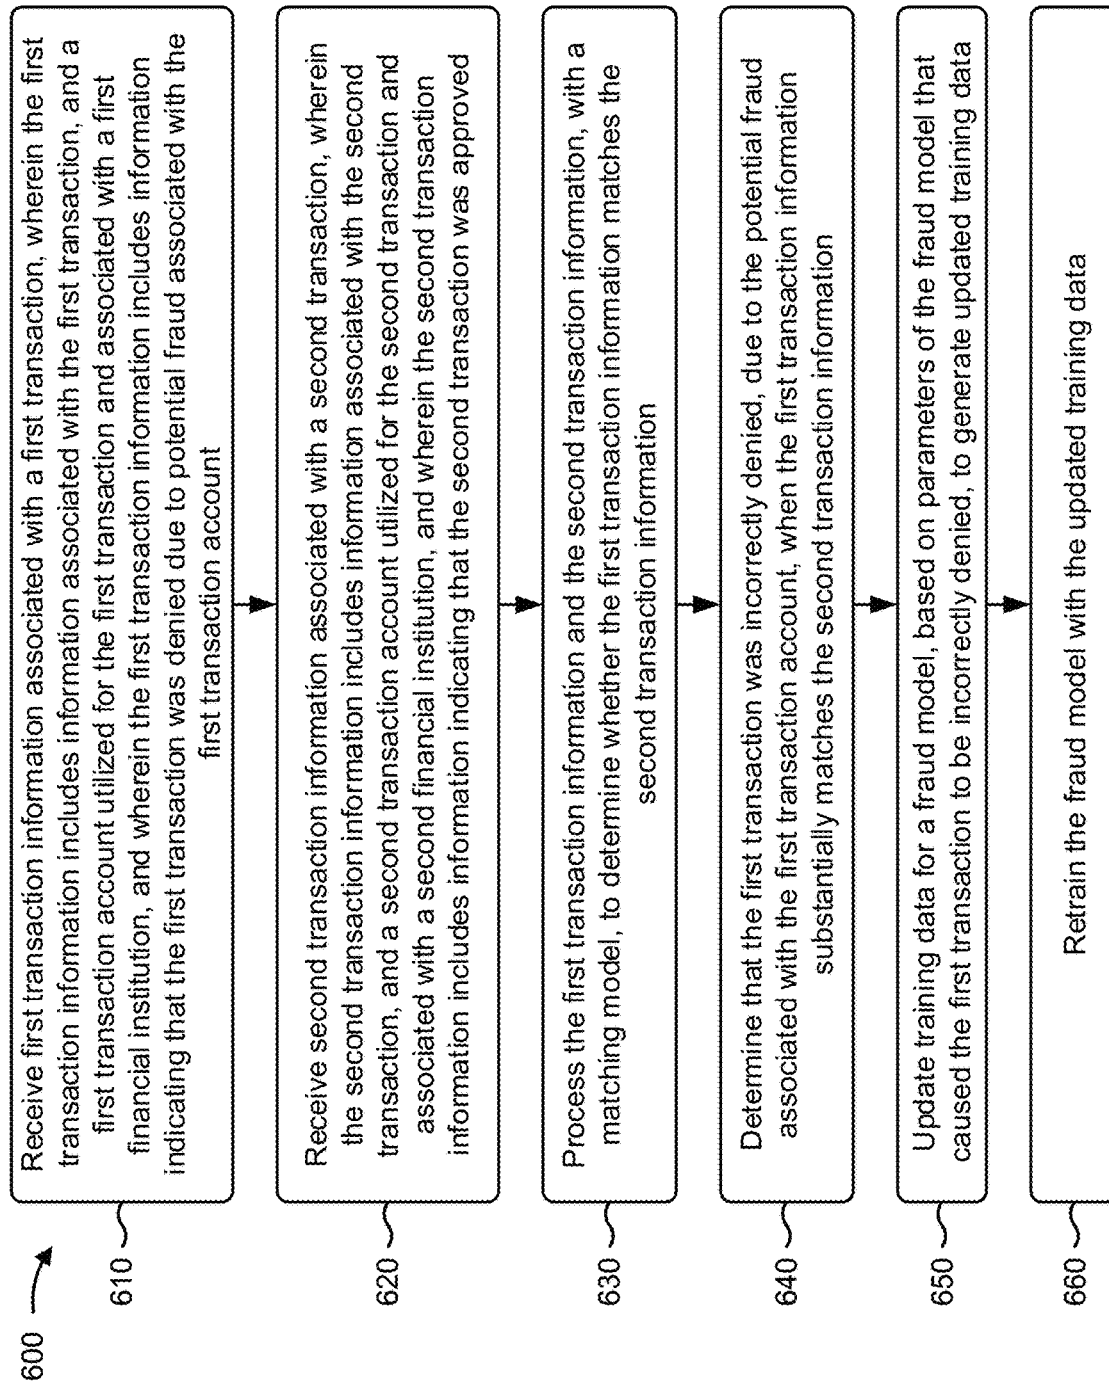 600
610
Receive first transaction information associated with a first transaction, wherein the first
transaction information includes information associated with the first transaction, and a
first transaction account utilized for the first transaction and associated with a first
financial institution, and wherein the first transaction information includes information
indicating that the first transaction was denied due to potential fraud associated with the
first transaction account
620
Receive second transaction information associated with a second transaction, wherein
the second transaction information includes information associated with the second
transaction, and a second transaction account utilized for the second transaction and
associated with a second financial institution, and wherein the second transaction
information includes information indicating that the second transaction was approved
630
Process the first transaction information and the second transaction information, with a
matching model, to determine whether the first transaction information matches the
second transaction information
640
Determine that the first transaction was incorrectly denied, due to the potential fraud
associated with the first transaction account, when the first transaction information
substantially matches the second transaction information
650
Update training data for a fraud model, based on parameters of the fraud model that
caused the first transaction to be incorrectly denied, to generate updated training data
660
Retrain the fraud model with the updated training data